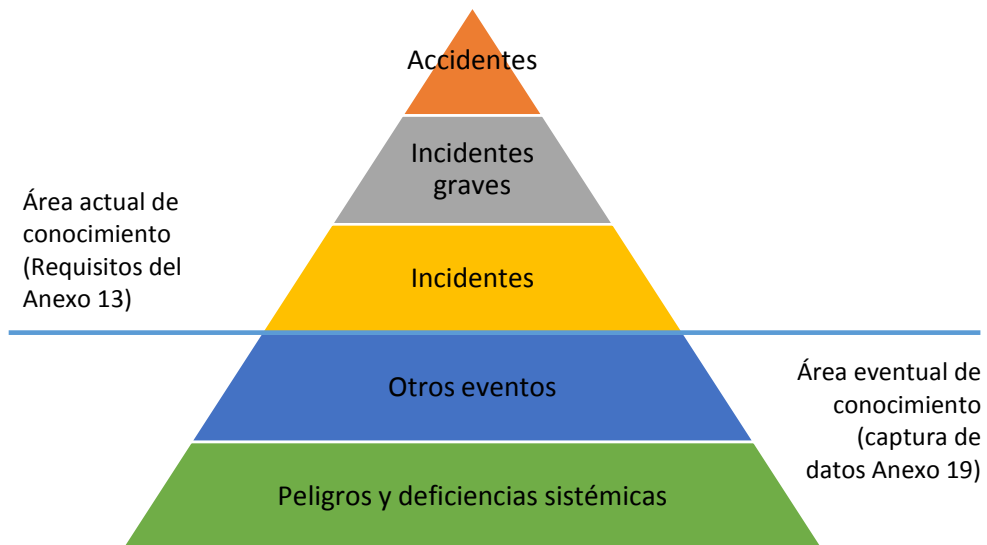 Accidentes
Incidentes
graves
Área actual de
conocimiento
(Requisitos del
Anexo 13)
Incidentes
Otros eventos
Área eventual de
conocimiento
(captura de
datos Anexo 19)
Peligros y deficiencias sistémicas